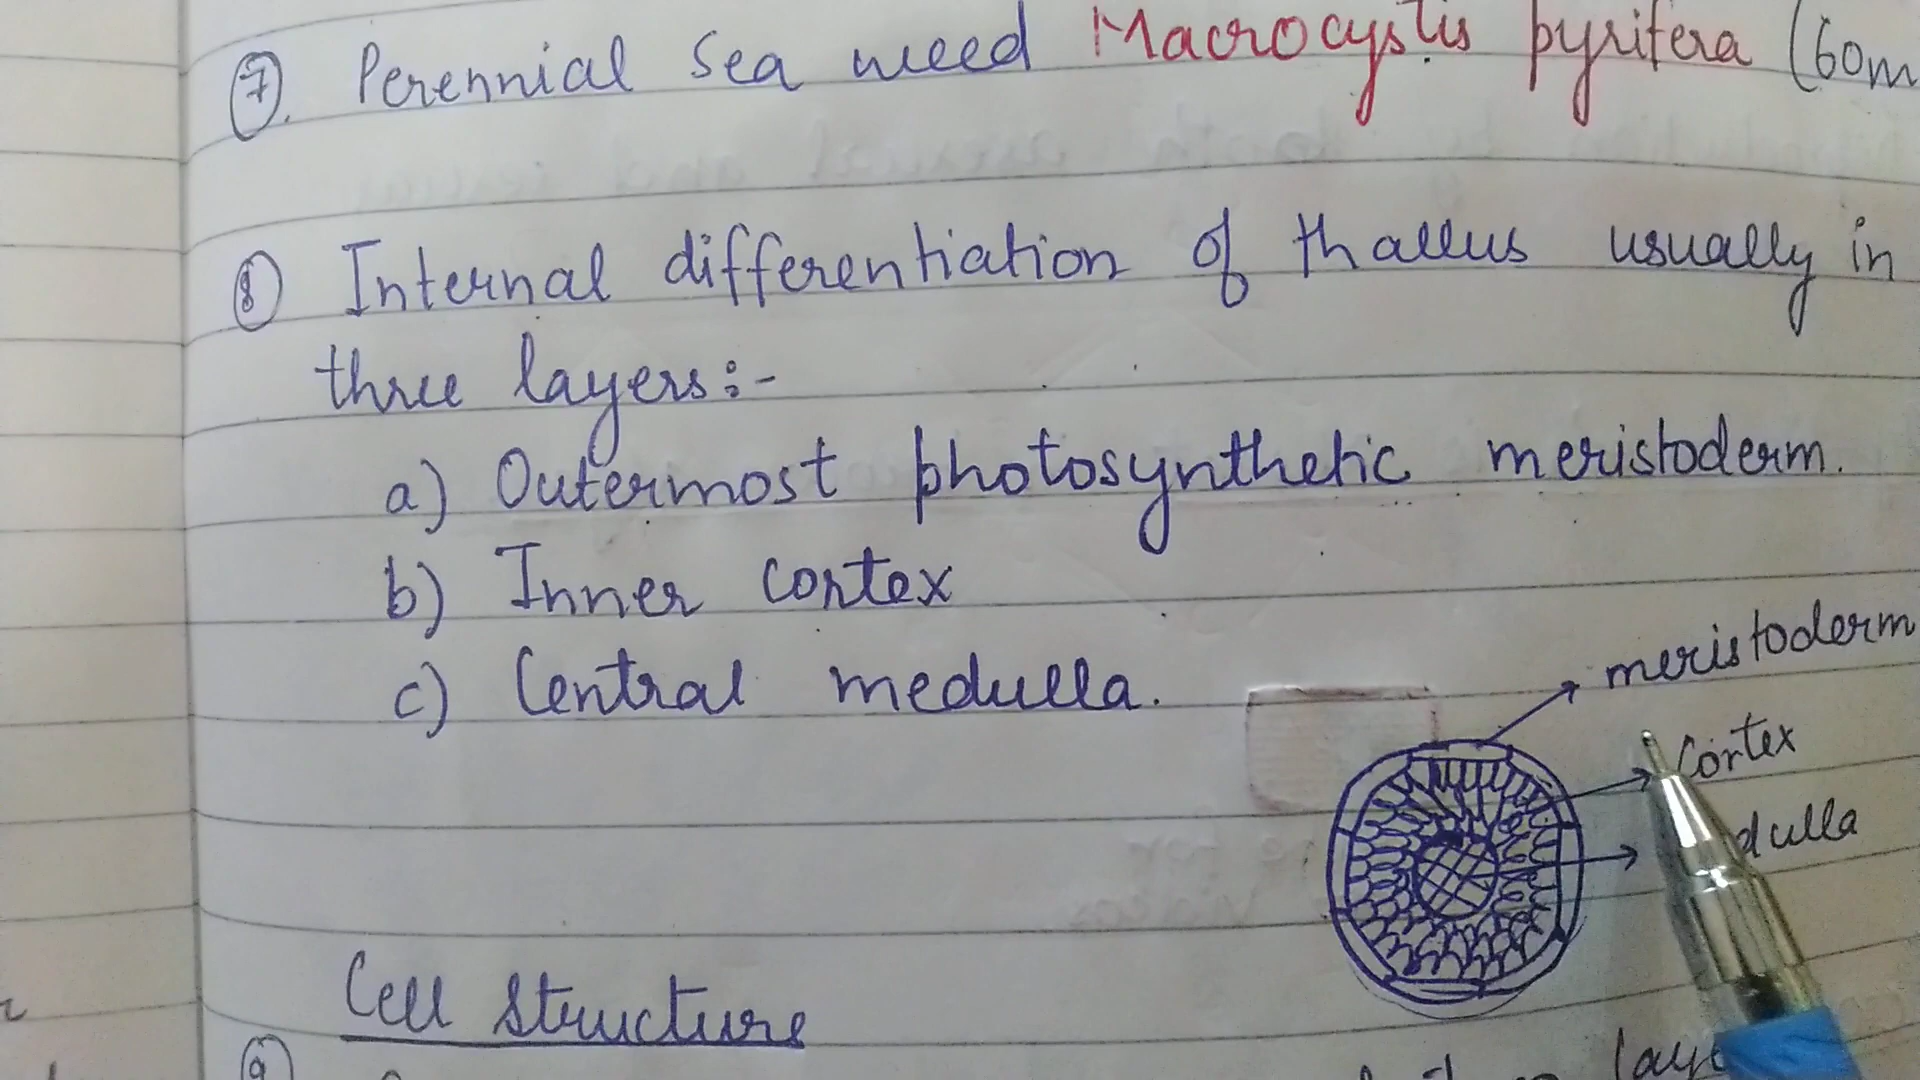 7. Perennial Sea weed Macrocystis pyrifera (60m
8 Internal differentiation of thallus usually in
three layers:-
a) Outermost photosynthetic meristoderm.
b) Inner cortex
c) Central medulla.
meristoderm
Cortex
dulla
Cell structure
9